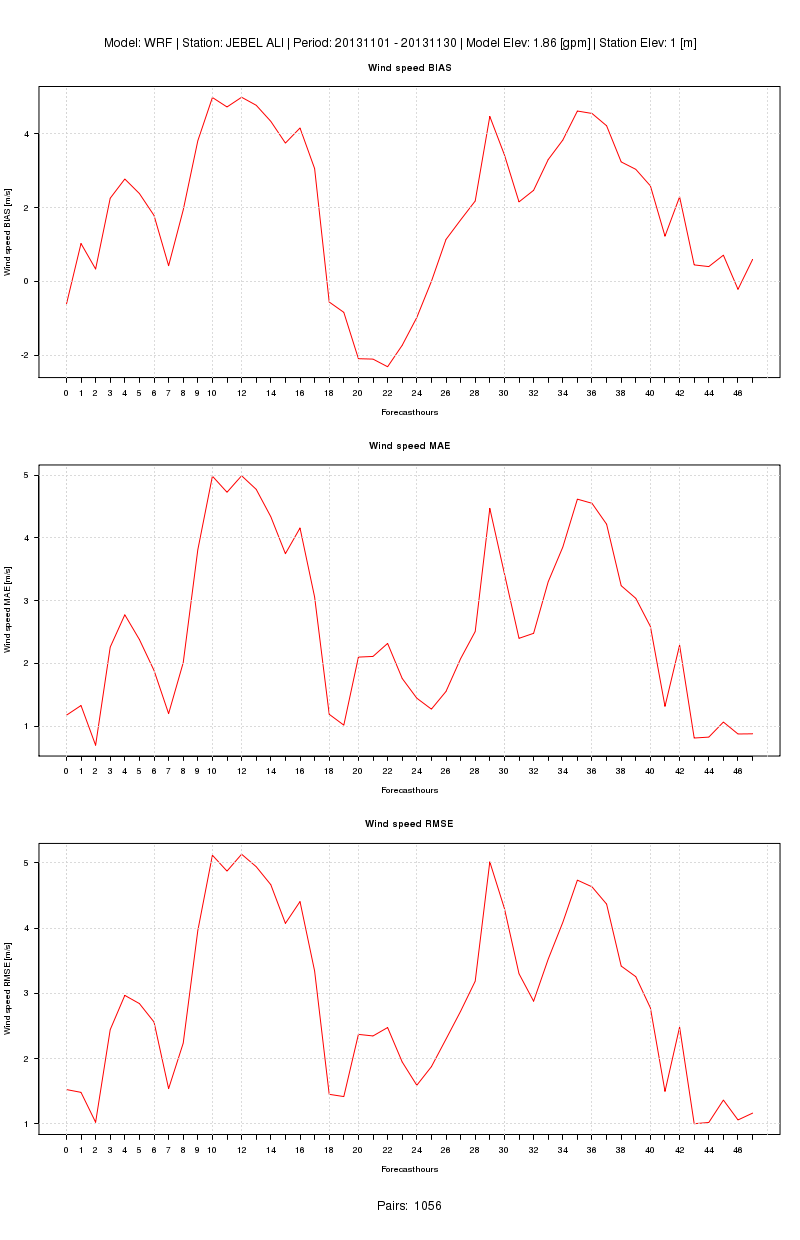 Model: WRF | Station: JEBEL ALI | Period: 20131101 - 20131130 | Model Elev: 1.86 [gpm] | Station Elev: 1 [m]
Wind speed BIAS
Wind speed BIAS [m/s]
4
2
0
-2
0 1 2 3 4 5 6 7 8 9 10 12 14 16 18 20 22 24 26 28 30 32 34 36 38 40 42 44 46
Forecasthours
Wind speed MAE
Wind speed MAE [m/s]
5
4
3
2
1
0 1 2 3 4 5 6 7 8 9 10 12 14 16 18 20 22 24 26 28 30 32 34 36 38 40 42 44 46
Forecasthours
Wind speed RMSE
Wind speed RMSE [m/s]
5
4
3
2
1
0 1 2 3 4 5 6 7 8 9 10 12 14 16 18 20 22 24 26 28 30 32 34 36 38 40 42 44 46
Forecasthours
Pairs: 1056